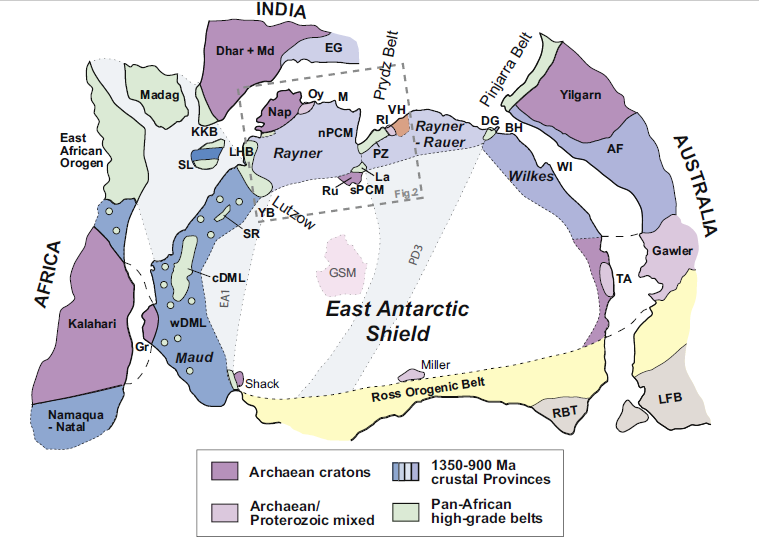 INDIA
Dhar + Md
EG
Prydz Belt
Pinjarra Belt
Madag
Yilgarn
Oy
M
Nap
VH
RI
nPCM
Rayner
- Rauer
DG
BH
KKB
East
African
Orogen
SL
LHB
Rayner
PZ
AF
WI
Wilkes
La
Ru
sPCM
Fig.2
AUSTRALIA
YB
Lutzow
SR
AFRICA
cDML
EA1
GSM
PD3
TA
Gawler
Kalahari
wDML
East Antarctic
Shield
Gr
Maud
Shack
Miller
Ross Orogenic Belt
RBT
LFB
Namaqua
- Natal
Archaean cratons
1350-900 Ma
crustal Provinces
Archaean/
Proterozoic mixed
Pan-African
high-grade belts